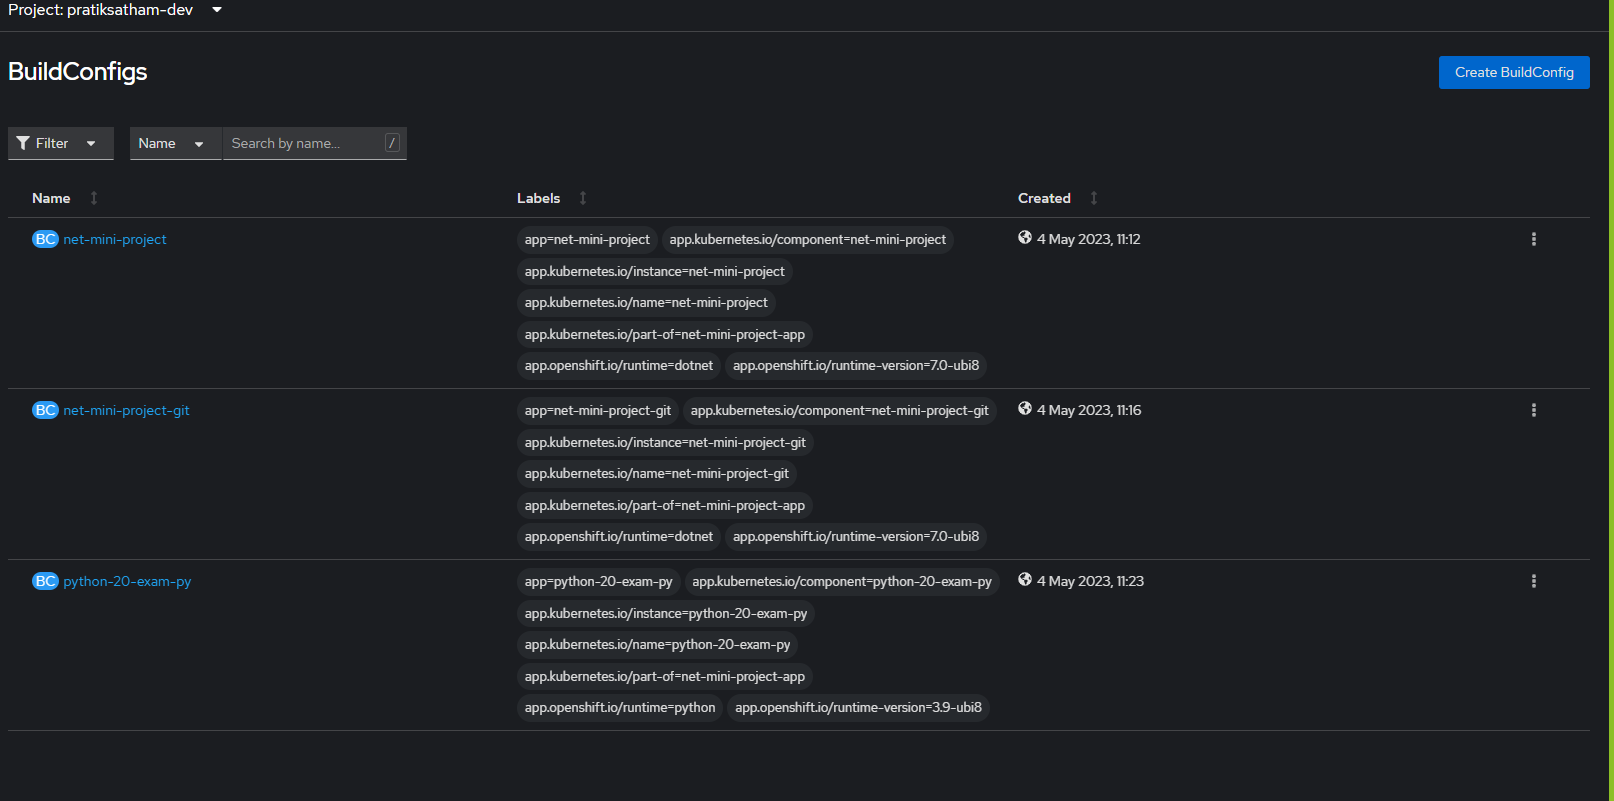 Project: pratiksatham-dev
BuildConfigs
Create BuildConfig
Filter Name Search by name... /
Name Labels Created
BC net-mini-project app=net-mini-project app.kubernetes.io/component=net-mini-project 4 May 2023, 11:12
app.kubernetes.io/instance=net-mini-project
app.kubernetes.io/name=net-mini-project
app.kubernetes.io/part-of=net-mini-project-app
app.openshift.io/runtime=dotnet app.openshift.io/runtime-version=7.0-ubi8
BC net-mini-project-git app=net-mini-project-git app.kubernetes.io/component=net-mini-project-git 4 May 2023, 11:16
app.kubernetes.io/instance=net-mini-project-git
app.kubernetes.io/name=net-mini-project-git
app.kubernetes.io/part-of=net-mini-project-app
app.openshift.io/runtime=dotnet app.openshift.io/runtime-version=7.0-ubi8
BC python-20-exam-py app=python-20-exam-py app.kubernetes.io/component=python-20-exam-py 4 May 2023, 11:23
app.kubernetes.io/instance=python-20-exam-py
app.kubernetes.io/name=python-20-exam-py
app.kubernetes.io/part-of=net-mini-project-app
app.openshift.io/runtime=python app.openshift.io/runtime-version=3.9-ubi8